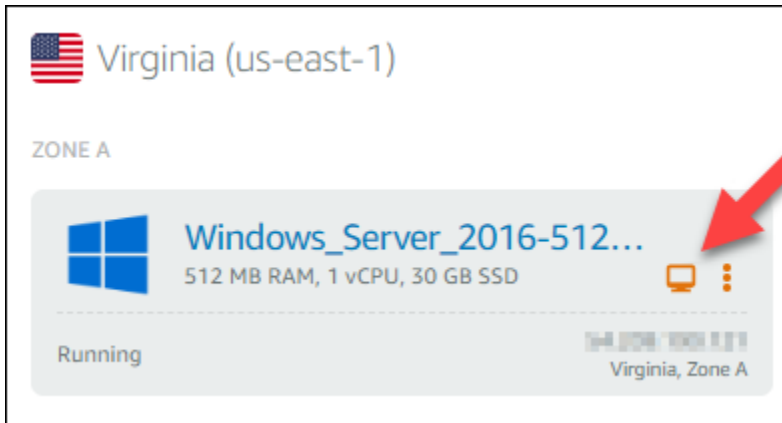 Virginia (us-east-1)
ZONE A
Windows_Server_2016-512...
512 MB RAM, 1 vCPU, 30 GB SSD
Running
Virginia, Zone A